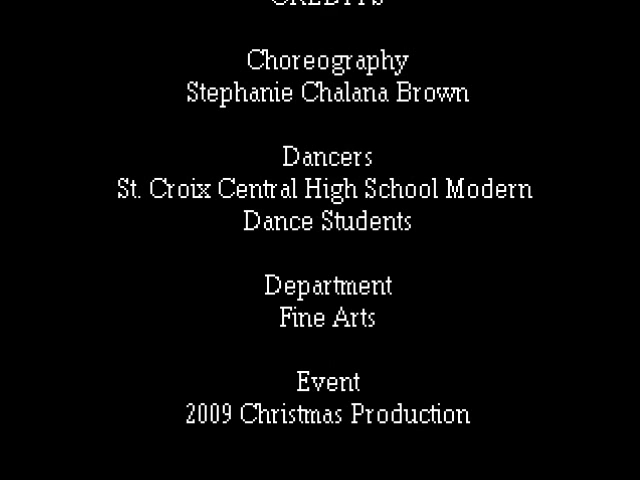 CREDITS
Choreography
Stephanie Chalana Brown
Dancers
St. Croix Central High School Modern
Dance Students
Department
Fine Arts
Event
2009 Christmas Production